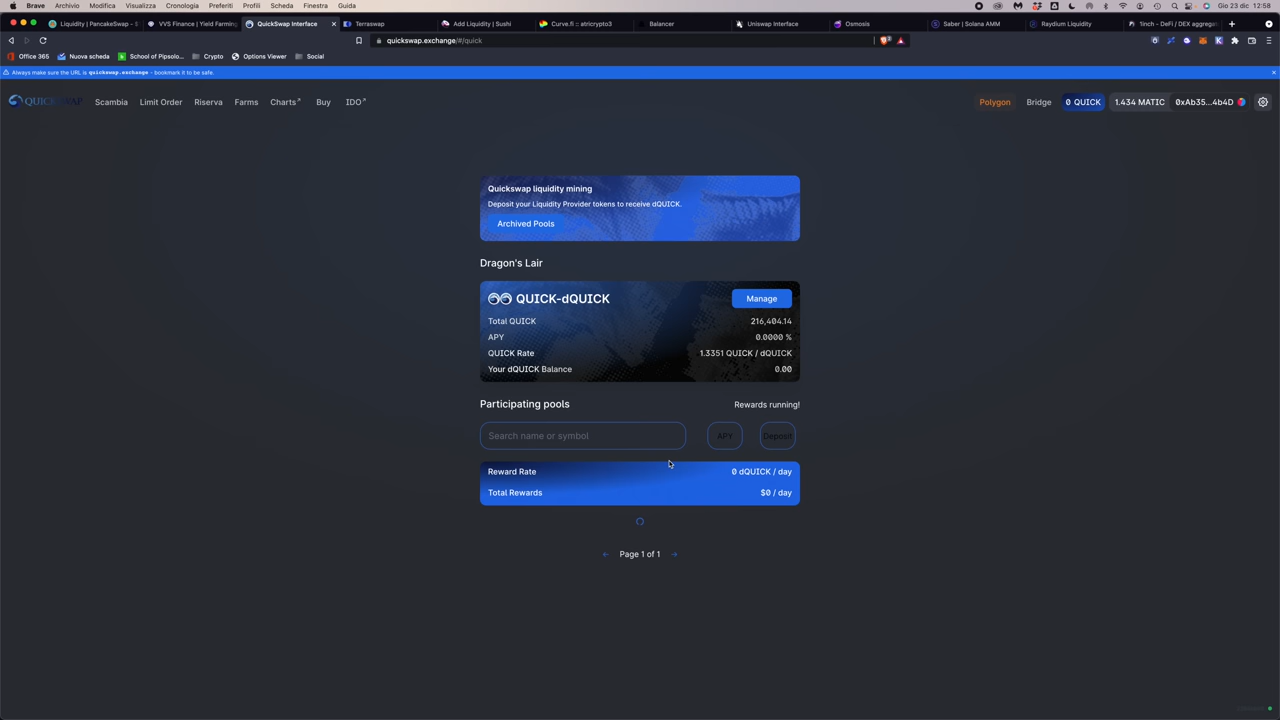 Brave Archivio Modifica Visualizza Cronologia Preferiti Profili Scheda Finestra Guida Gio 23 dic 12:58
Liquidity | PancakeSwap - $ VVS Finance | Yield Farming QuickSwap Interface Terraswap Add Liquidity | Sushi Curve.fi :: atricrypto3 Balancer Uniswap Interface Osmosis Saber | Solana AMM Raydium Liquidity 1inch - DeFi / DEX aggregat
quickswap.exchange/#/quick
Office 365 Nuova scheda School of Pipsolo... Crypto Options Viewer Social
Always make sure the URL is quickswap.exchange - bookmark it to be safe.
QUICKSWAP Scambia Limit Order Riserva Farms Charts↗ Buy IDO↗ Polygon Bridge 0 QUICK 1.434 MATIC 0xAb35...4b4D
Quickswap liquidity mining
Deposit your Liquidity Provider tokens to receive dQUICK.
Archived Pools
Dragon's Lair
QUICK-dQUICK Manage
Total QUICK 216,404.14
APY 0.0000 %
QUICK Rate 1.3351 QUICK / dQUICK
Your dQUICK Balance 0.00
Participating pools Rewards running!
Search name or symbol APY Deposit
Reward Rate 0 dQUICK / day
Total Rewards $0 / day
← Page 1 of 1 →